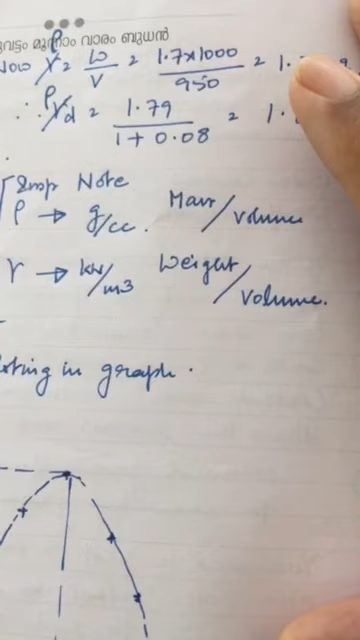 വട്ടം മൂന്നാം വാരം ബുധൻ
Now ρ = ω/V = 1.7×1000/950 = 1.
∴ ρd = 1.79/1 + 0.08 = 1.
Imp Note
ρ → g/cc. Mass/volume
γ → kN/m3 Weight/Volume.
in graph.